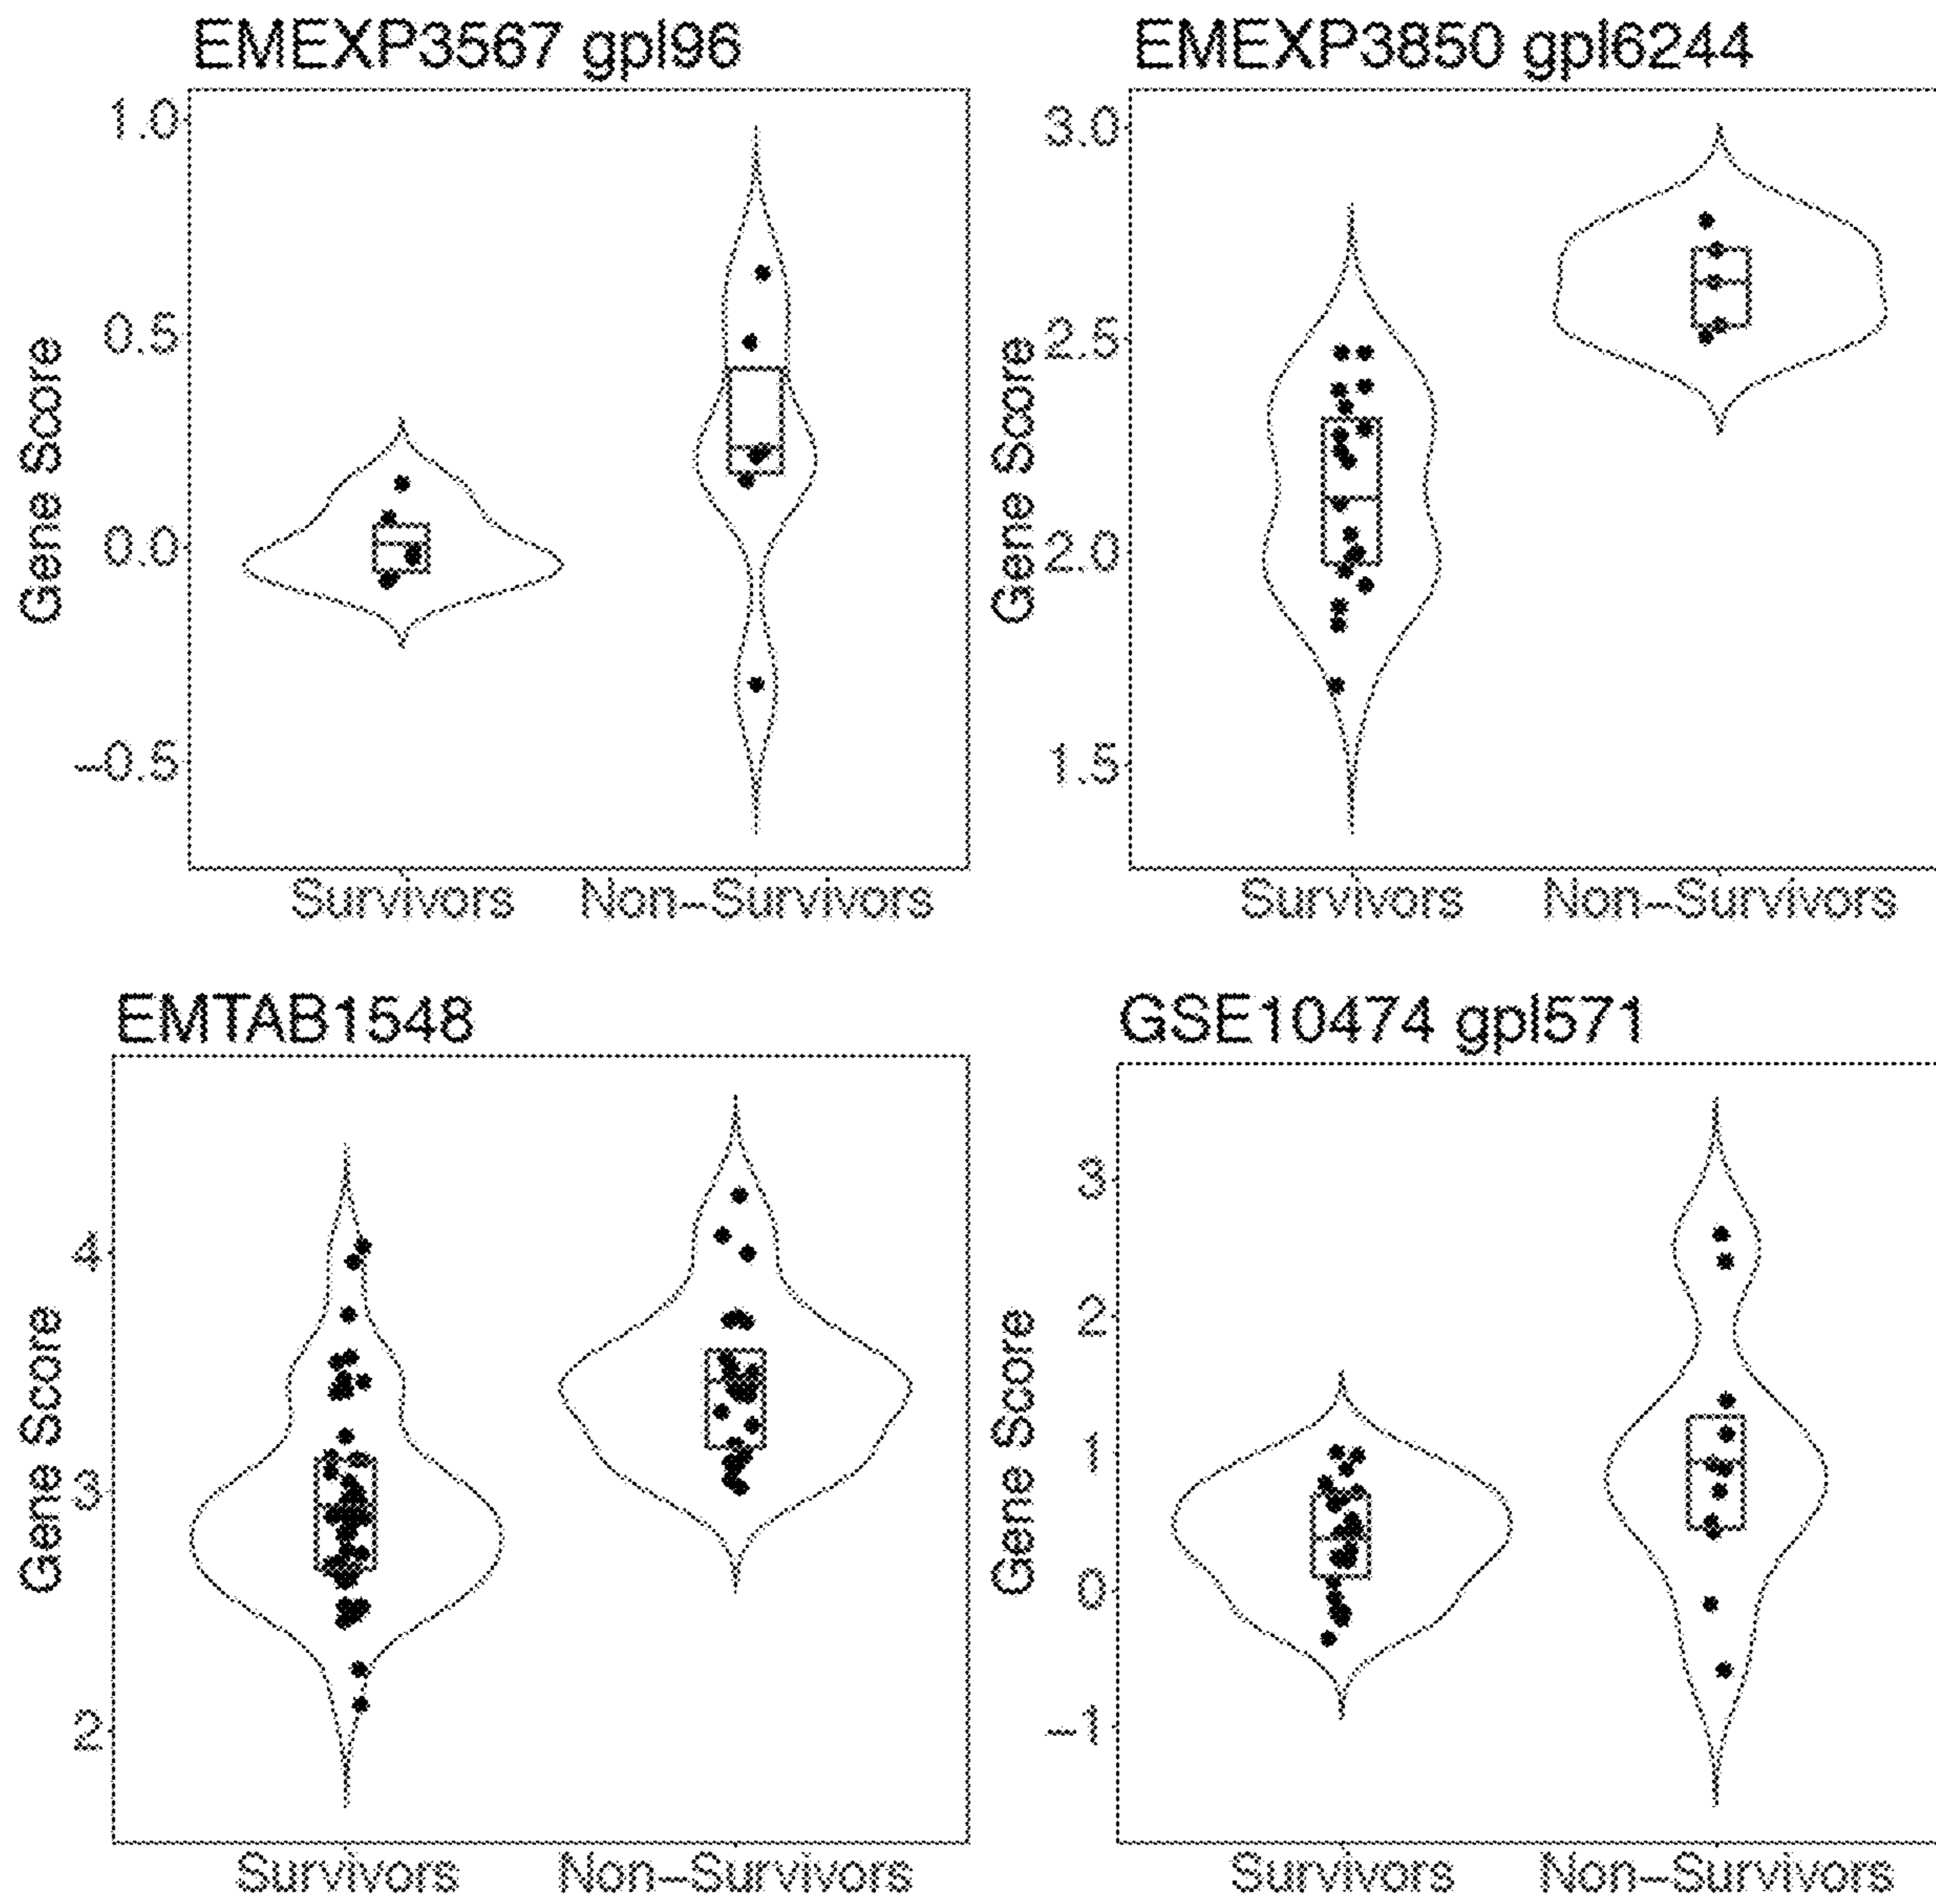 EMEXP3567 gpl96
1.0
0.5
0.0
−0.5
Gene Score
Survivors Non−Survivors
EMEXP3850 gpl6244
3.0
2.5
2.0
1.5
Gene Score
Survivors Non−Survivors
EMTAB1548
4
3
2
Gene Score
Survivors Non−Survivors
GSE10474 gpl571
3
2
1
0
−1
Gene Score
Survivors Non−Survivors